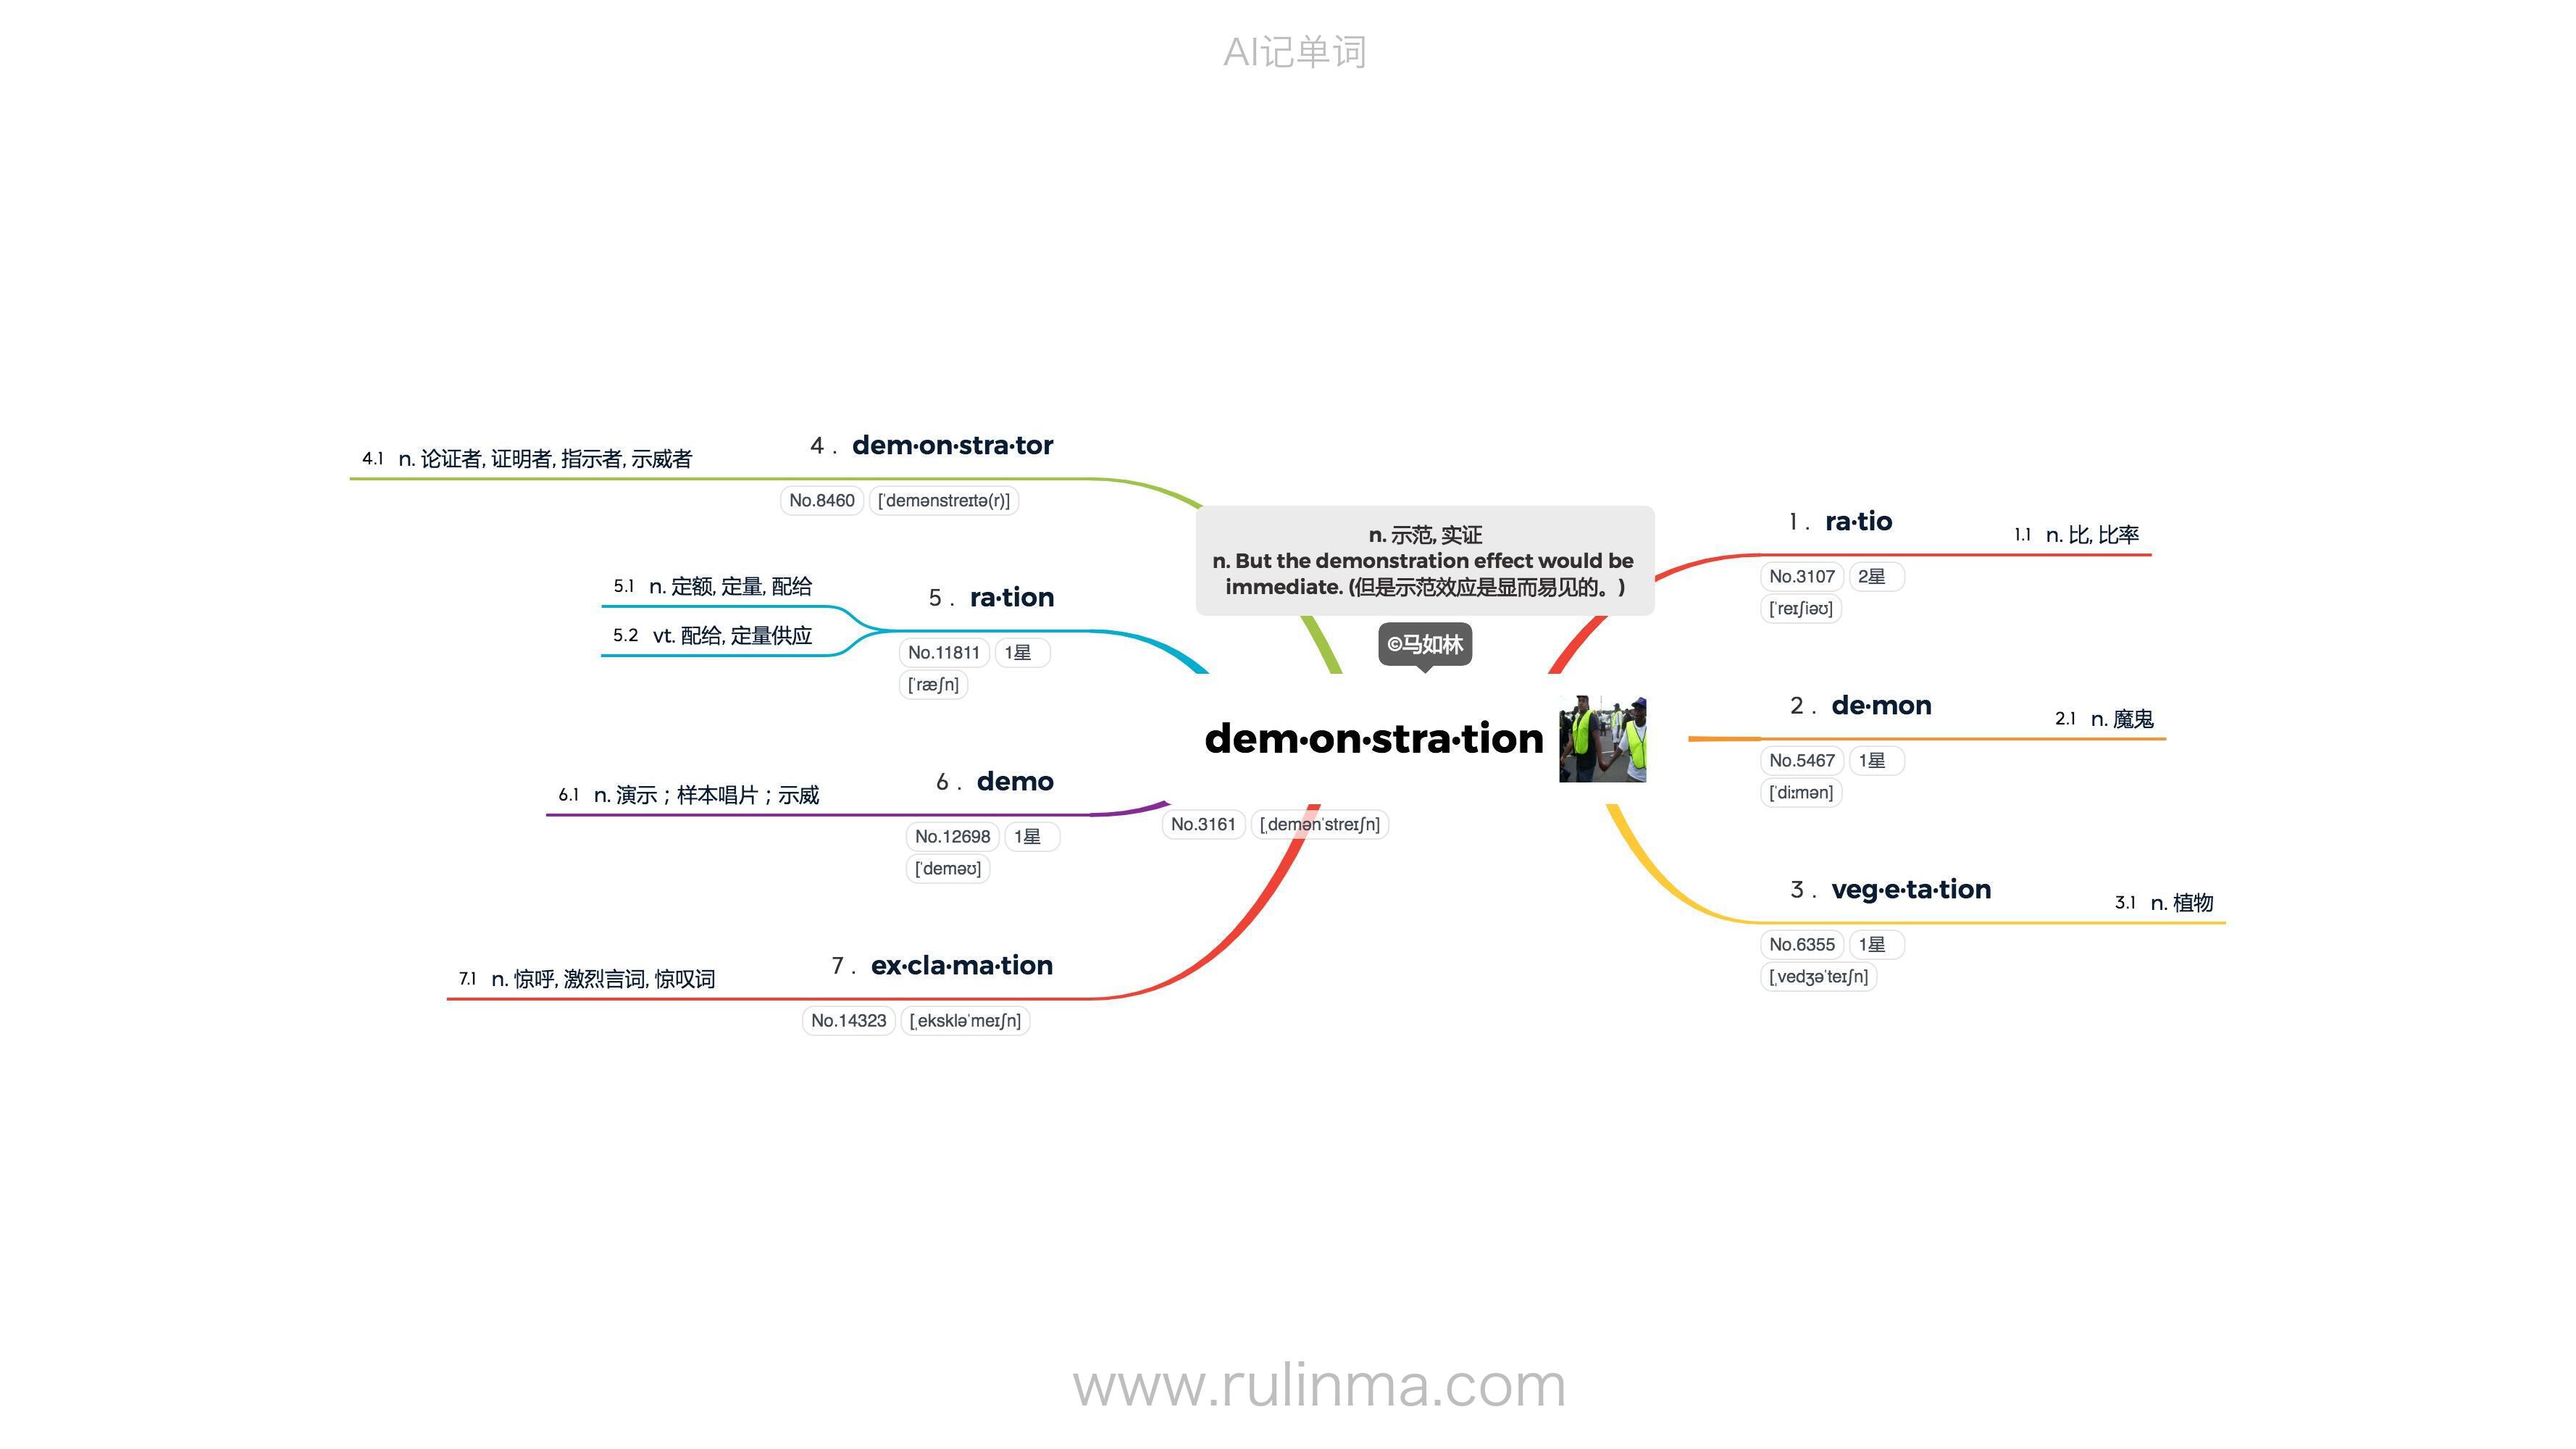 AI记单词
n. 示范, 实证
n. But the demonstration effect would be
immediate. (但是示范效应是显而易见的。)
©马如林
dem·on·stra·tion
No.3161 [ˌdemənˈstreɪʃn]
1 . ra·tio
No.3107 2星
[ˈreɪʃiəʊ]
1.1 n. 比, 比率
2 . de·mon
No.5467 1星
[ˈdiːmən]
2.1 n. 魔鬼
3 . veg·e·ta·tion
No.6355 1星
[ˌvedʒəˈteɪʃn]
3.1 n. 植物
4 . dem·on·stra·tor
No.8460 [ˈdemənstreɪtə(r)]
4.1 n. 论证者, 证明者, 指示者, 示威者
5 . ra·tion
No.11811 1星
[ˈræʃn]
5.1 n. 定额, 定量, 配给
5.2 vt. 配给, 定量供应
6 . demo
No.12698 1星
[ˈdeməʊ]
6.1 n. 演示；样本唱片；示威
7 . ex·cla·ma·tion
No.14323 [ˌekskləˈmeɪʃn]
7.1 n. 惊呼, 激烈言词, 惊叹词
www.rulinma.com